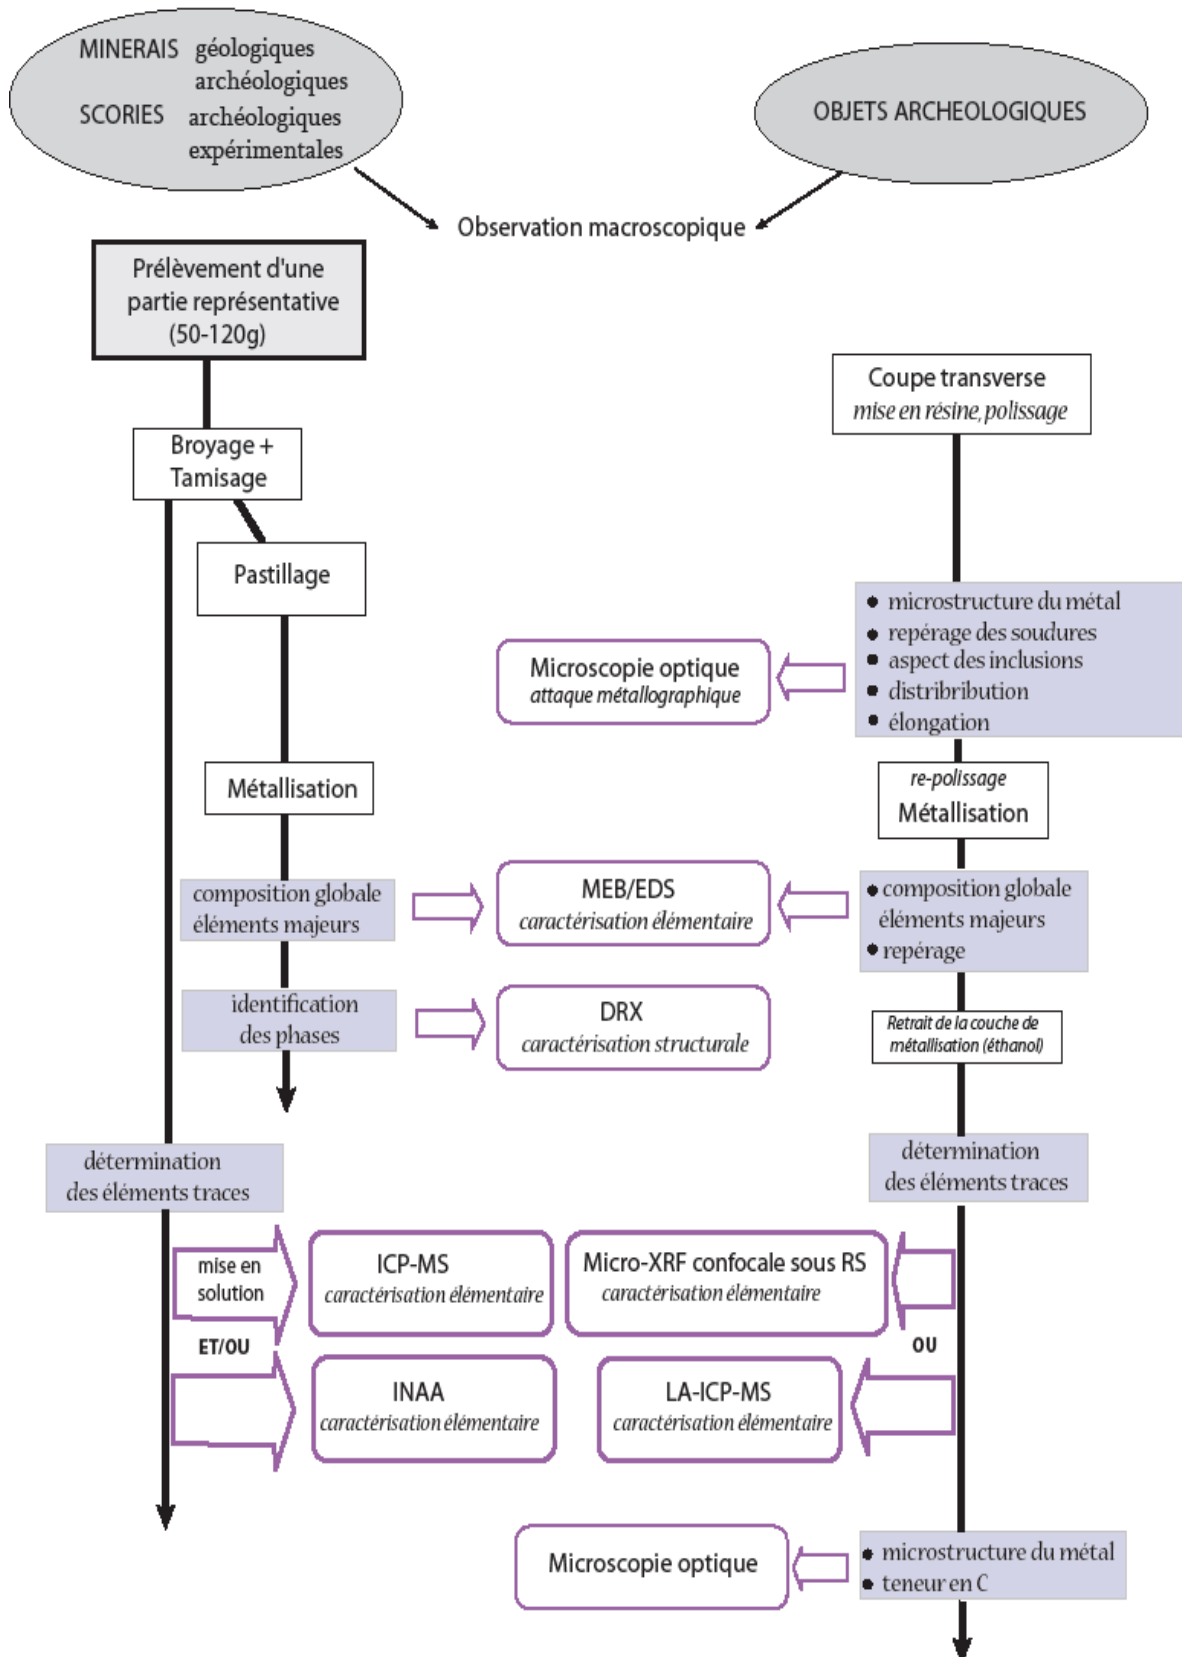 MINERAIS géologiques
archéologiques
SCORIES archéologiques
expérimentales
OBJETS ARCHEOLOGIQUES
Observation macroscopique
Prélèvement d'une
partie représentative
(50-120g)
Broyage +
Tamisage
Pastillage
Métallisation
composition globale
éléments majeurs
identification
des phases
détermination
des éléments traces
mise en
solution
ET/OU
ICP-MS
caractérisation élémentaire
INAA
caractérisation élémentaire
Coupe transverse
mise en résine, polissage
• microstructure du métal
• repérage des soudures
• aspect des inclusions
• distribribution
• élongation
Microscopie optique
attaque métallographique
re-polissage
Métallisation
MEB/EDS
caractérisation élémentaire
• composition globale
éléments majeurs
• repérage
DRX
caractérisation structurale
Retrait de la couche de
métallisation (éthanol)
détermination
des éléments traces
Micro-XRF confocale sous RS
caractérisation élémentaire
OU
LA-ICP-MS
caractérisation élémentaire
Microscopie optique
• microstructure du métal
• teneur en C